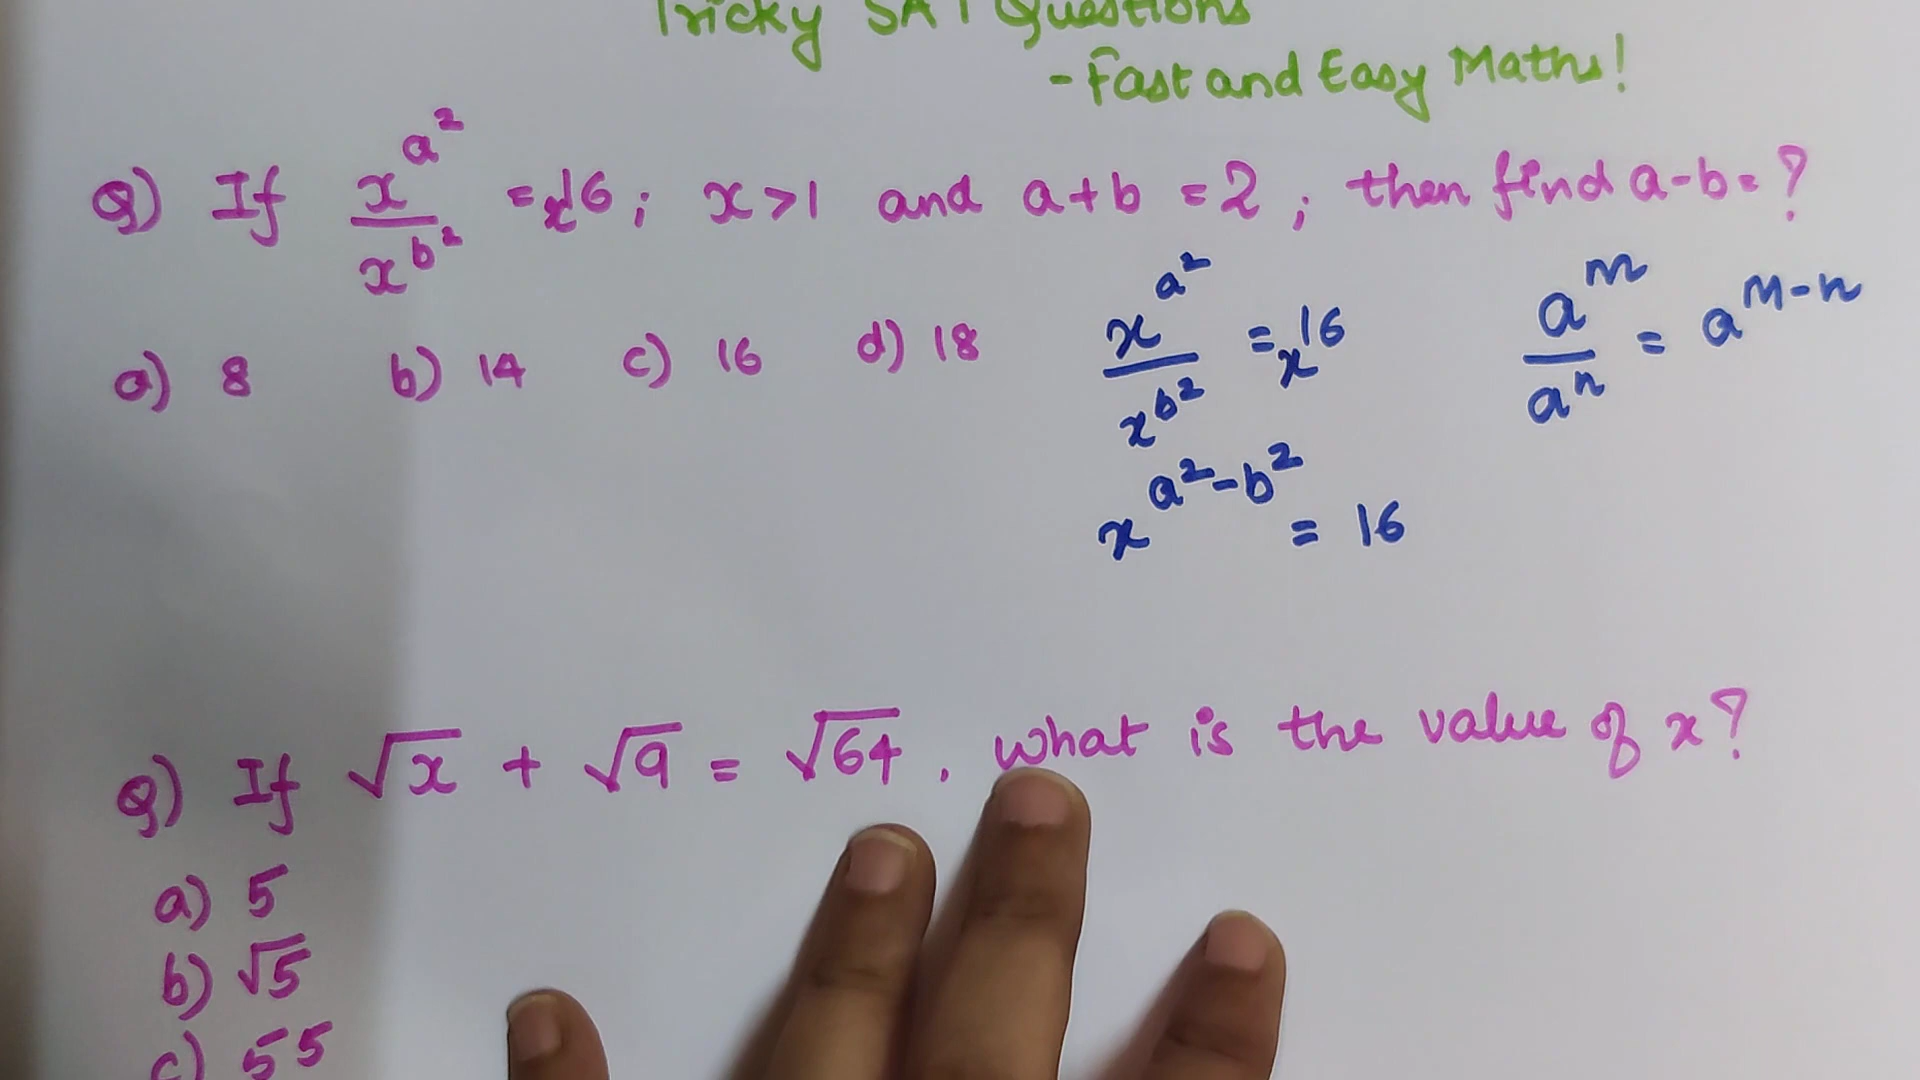 Tricky SAT Questions
- Fast and Easy Maths!
Q) If x^a² / x^b² = x^16 ; x>1 and a+b = 2 ; then find a-b = ?
a) 8 b) 14 c) 16 d) 18
x^a² / x^b² = x^16
a^m / a^n = a^m-n
x^a²-b² = 16
Q) If √x + √9 = √64 . What is the value of x?
a) 5
b) √5
c) 55